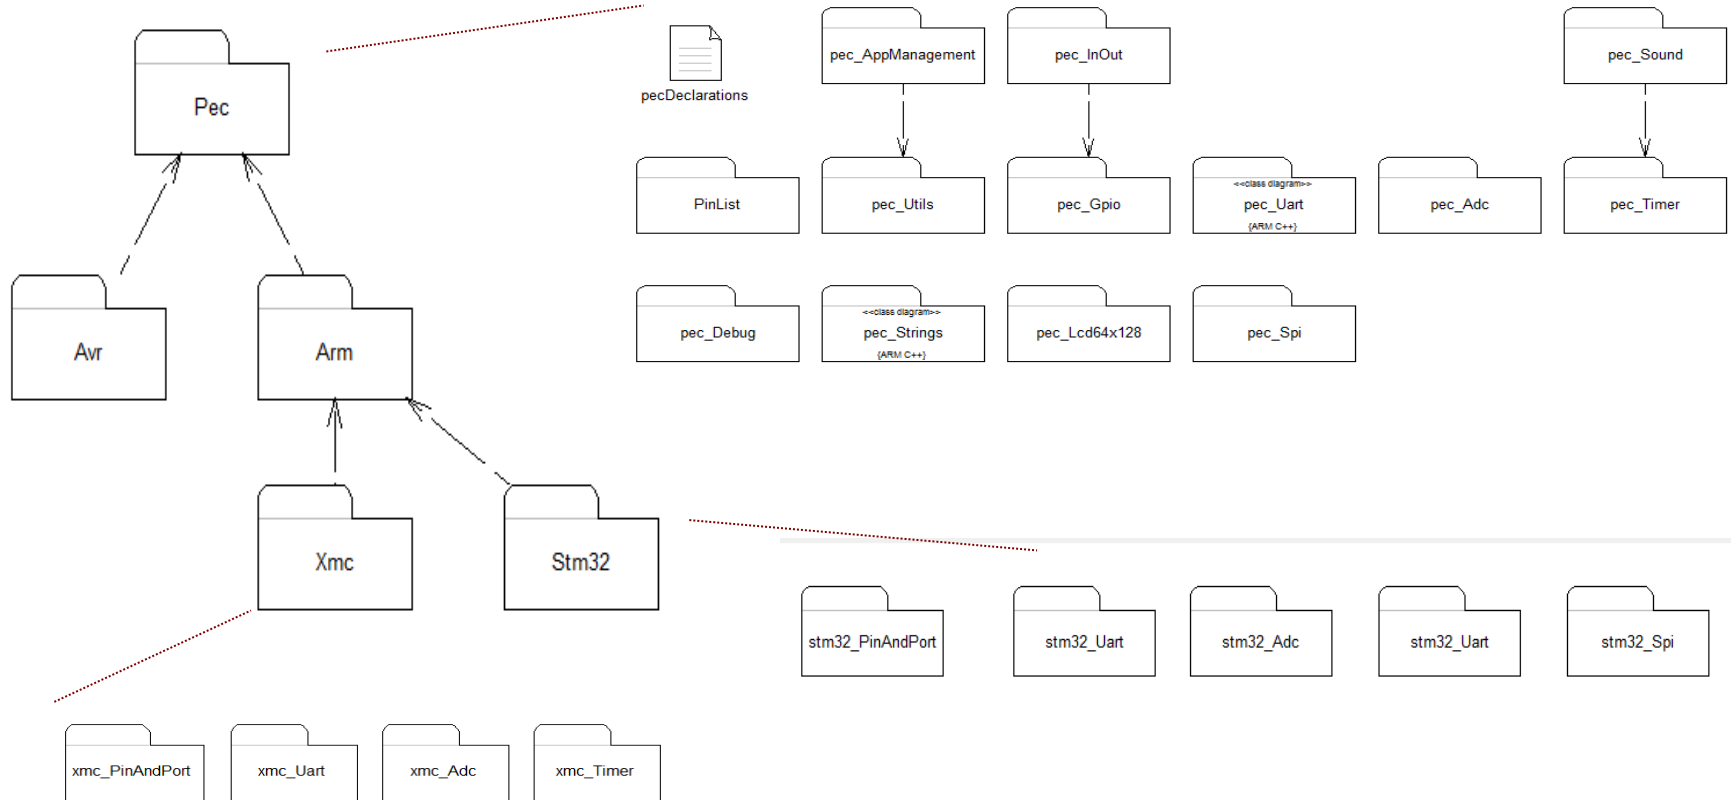 Pec
pecDeclarations
pec_AppManagement
pec_InOut
pec_Sound
PinList
pec_Utils
pec_Gpio
<<class diagram>>
pec_Uart
{ARM C++}
pec_Adc
pec_Timer
pec_Debug
<<class diagram>>
pec_Strings
{ARM C++}
pec_Lcd64x128
pec_Spi
Avr
Arm
Xmc
Stm32
stm32_PinAndPort
stm32_Uart
stm32_Adc
stm32_Uart
stm32_Spi
xmc_PinAndPort
xmc_Uart
xmc_Adc
xmc_Timer